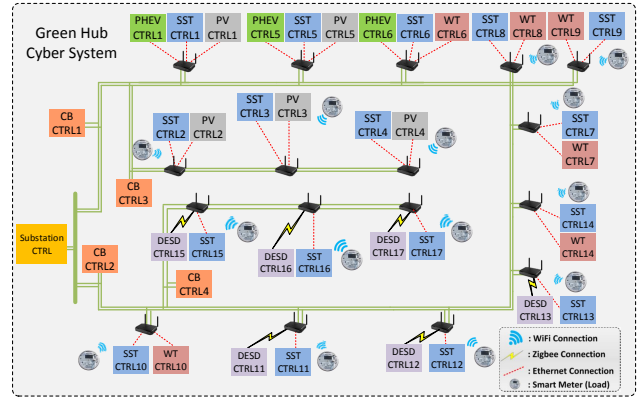 Green Hub
Cyber System
PHEV
CTRL1
SST
CTRL1
PV
CTRL1
PHEV
CTRL5
SST
CTRL5
PV
CTRL5
PHEV
CTRL6
SST
CTRL6
WT
CTRL6
SST
CTRL8
WT
CTRL8
WT
CTRL9
SST
CTRL9
CB
CTRL1
SST
CTRL2
PV
CTRL2
SST
CTRL3
PV
CTRL3
SST
CTRL4
PV
CTRL4
SST
CTRL7
WT
CTRL7
CB
CTRL3
Substation
CTRL
CB
CTRL2
DESD
CTRL15
SST
CTRL15
DESD
CTRL16
SST
CTRL16
DESD
CTRL17
SST
CTRL17
SST
CTRL14
WT
CTRL14
CB
CTRL4
DESD
CTRL13
SST
CTRL13
SST
CTRL10
WT
CTRL10
DESD
CTRL11
SST
CTRL11
DESD
CTRL12
SST
CTRL12
: WiFi Connection
: Zigbee Connection
: Ethernet Connection
: Smart Meter (Load)